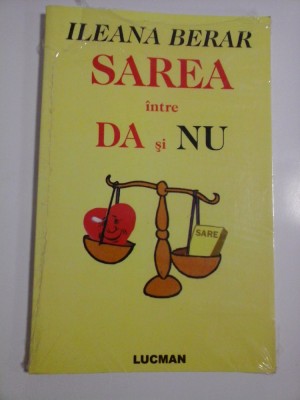 ILEANA BERAR
SAREA
între
DA și NU
SARE
LUCMAN